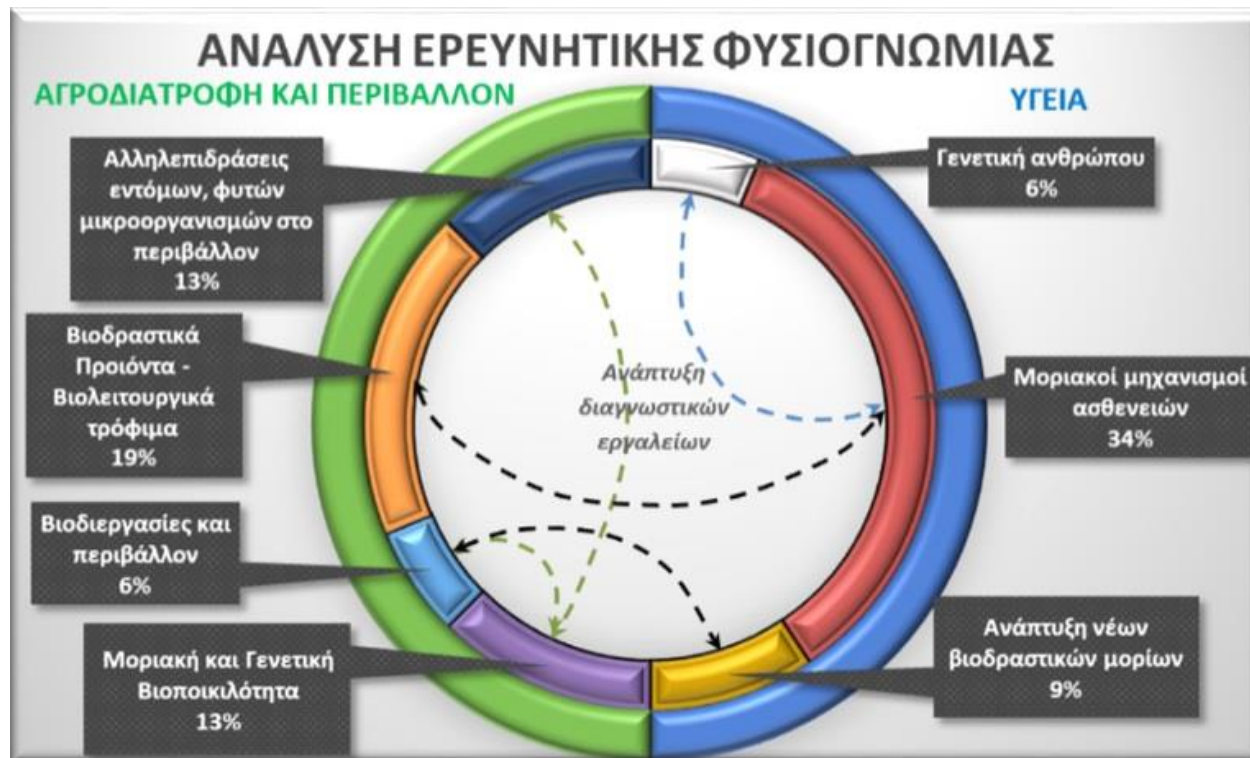 ΑΝΑΛΥΣΗ ΕΡΕΥΝΗΤΙΚΗΣ ΦΥΣΙΟΓΝΩΜΙΑΣ
ΑΓΡΟΔΙΑΤΡΟΦΗ ΚΑΙ ΠΕΡΙΒΑΛΛΟΝ
ΥΓΕΙΑ
Αλληλεπιδράσεις
εντόμων, φυτών
μικροοργανισμών στο
περιβάλλον
13%
Βιοδραστικά
Προιόντα -
Βιολειτουργικά
τρόφιμα
19%
Βιοδιεργασίες και
περιβάλλον
6%
Μοριακή και Γενετική
Βιοποικιλότητα
13%
Ανάπτυξη
διαγνωστικών
εργαλείων
Γενετική ανθρώπου
6%
Μοριακοί μηχανισμοί
ασθενειών
34%
Ανάπτυξη νέων
βιοδραστικών μορίων
9%